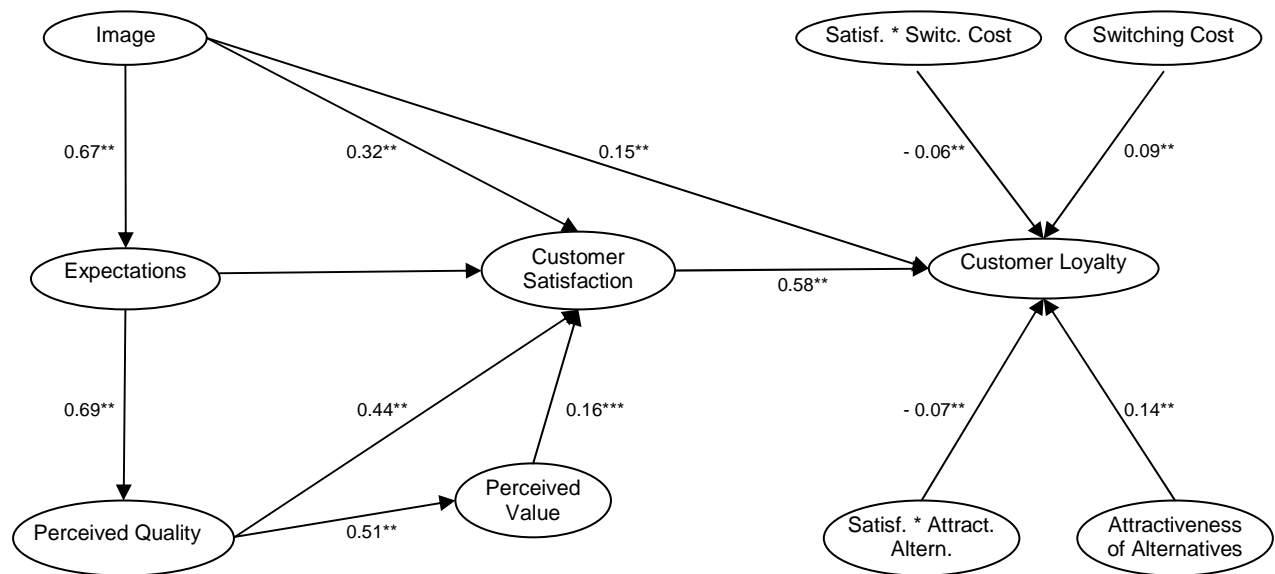 Image
Satisf. * Switc. Cost
Switching Cost
0.67**
0.32**
0.15**
- 0.06**
0.09**
Expectations
Customer
Satisfaction
0.58**
Customer Loyalty
0.69**
0.44**
0.16***
- 0.07**
0.14**
Perceived Quality
0.51**
Perceived
Value
Satisf. * Attract.
Altern.
Attractiveness
of Alternatives